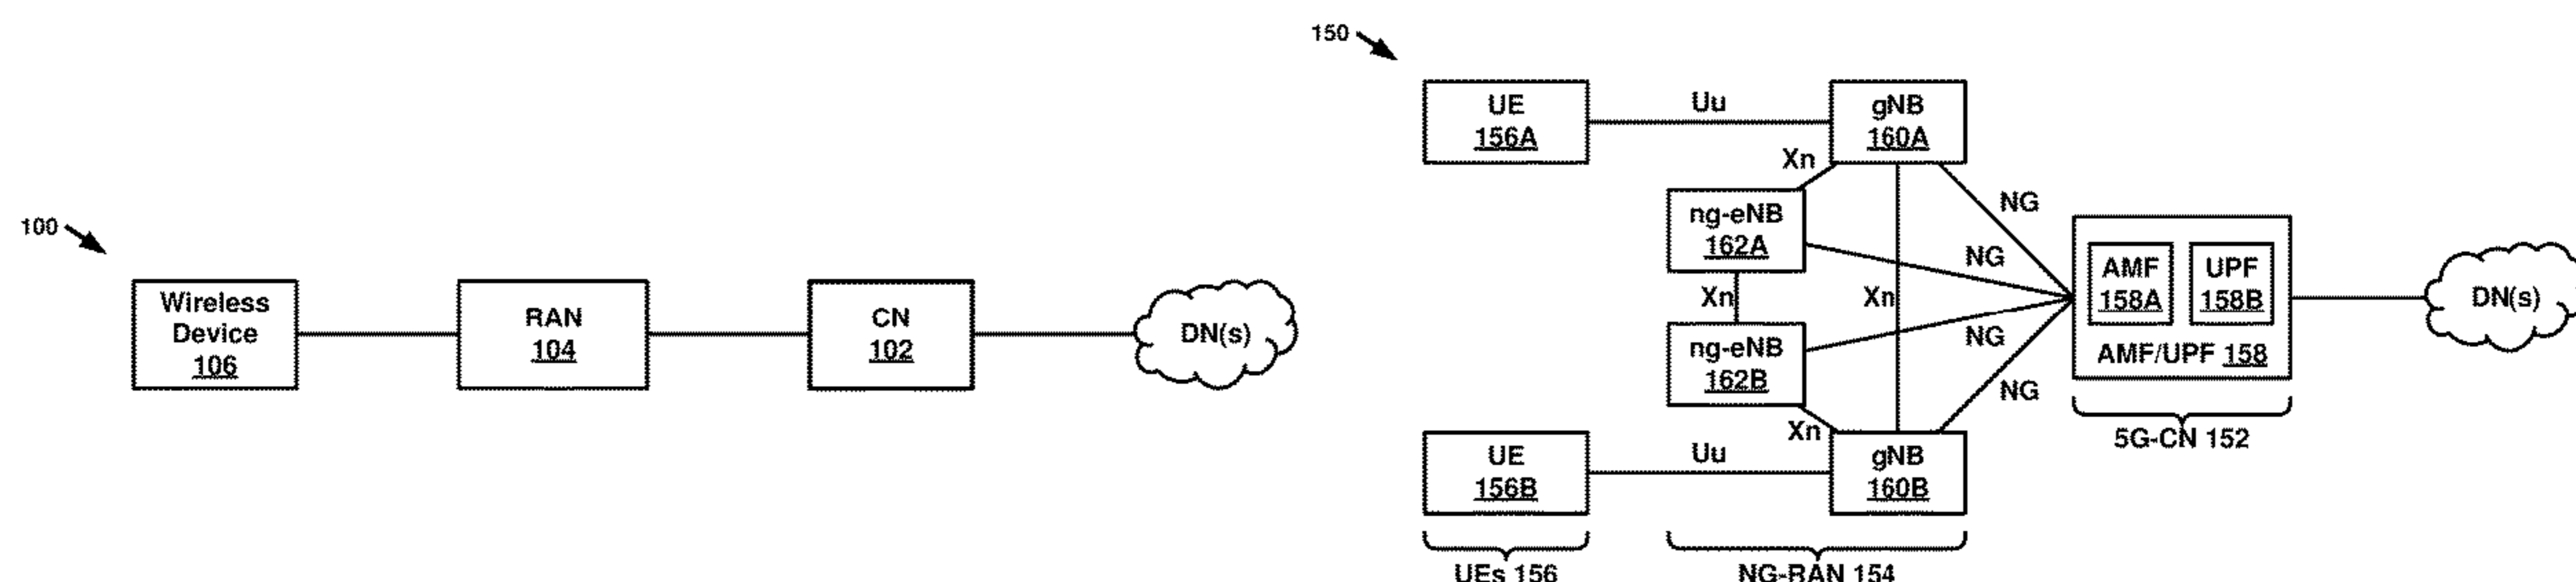 100
Wireless
Device
106
RAN
104
CN
102
DN(s)
150
UE
156A
Uu
gNB
160A
Xn
ng-eNB
162A
NG
NG
Xn
Xn
ng-eNB
162B
NG
NG
Xn
UE
156B
Uu
gNB
160B
AMF
158A
UPF
158B
AMF/UPF 158
DN(s)
5G-CN 152
UEs 156
NG-RAN 154